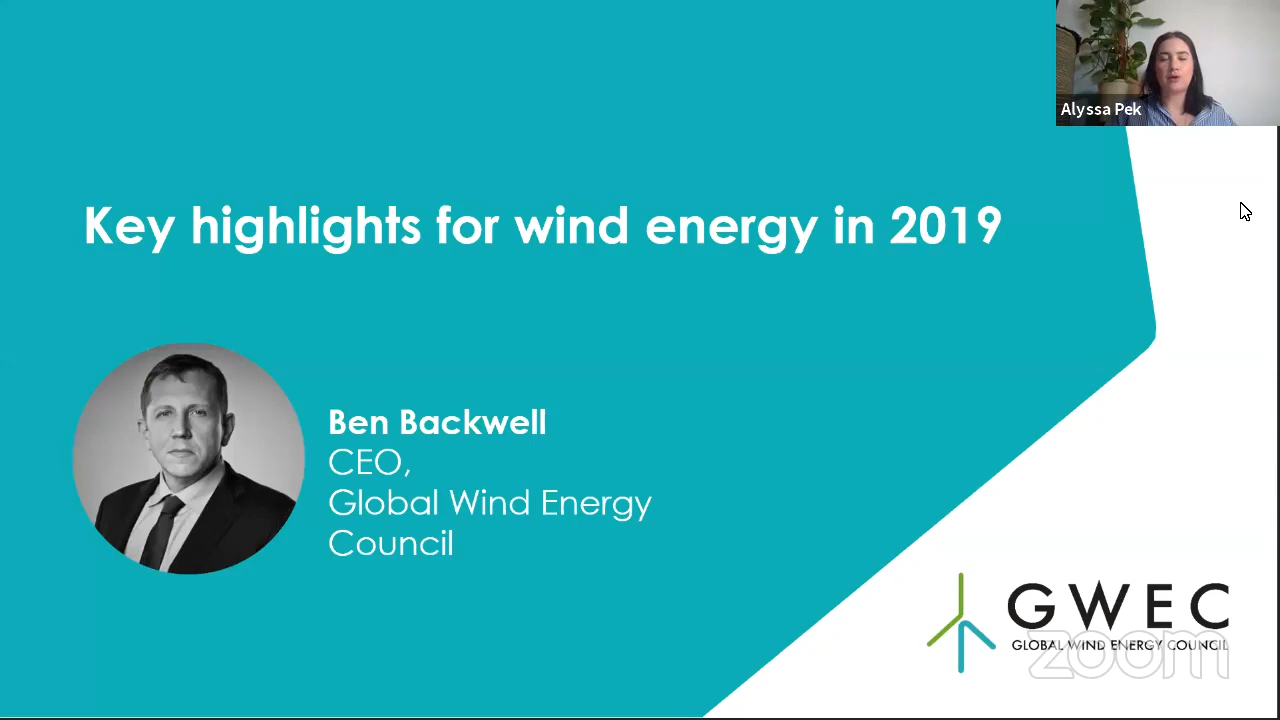 Alyssa Pek
Key highlights for wind energy in 2019
Ben Backwell
CEO,
Global Wind Energy
Council
GWEC
GLOBAL WIND ENERGY COUNCIL
zoom